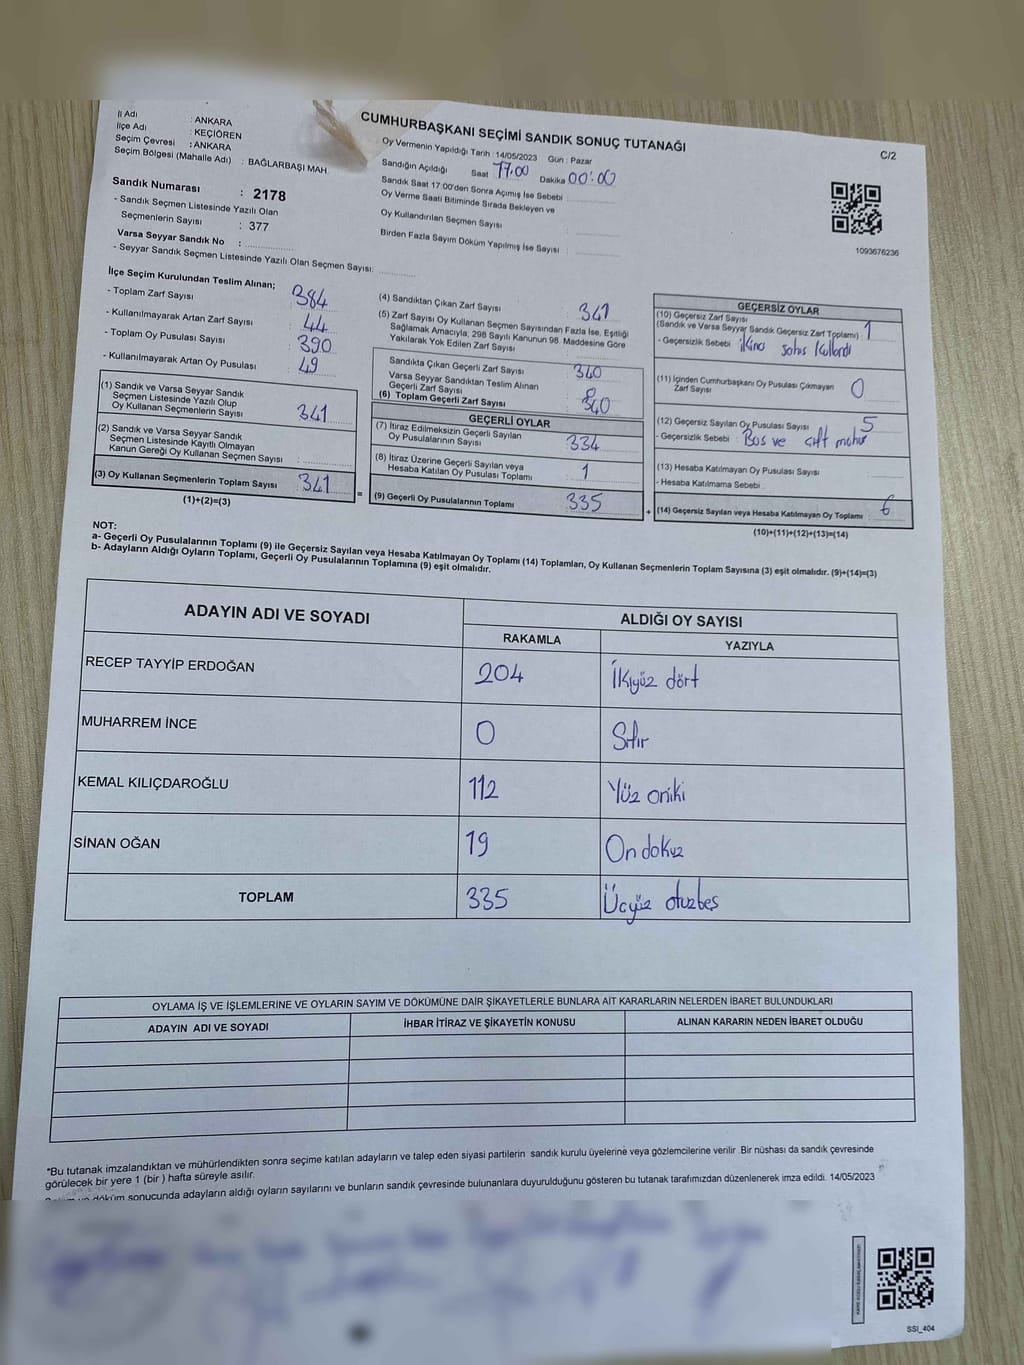 CUMHURBAŞKANI SEÇİMİ SANDIK SONUÇ TUTANAĞI
C/2
İl Adı : ANKARA
İlçe Adı : KEÇİÖREN
Seçim Çevresi : ANKARA
Seçim Bölgesi (Mahalle Adı) : BAĞLARBAŞI MAH
Sandık Numarası : 2178
- Sandık Seçmen Listesinde Yazılı Olan
Seçmenlerin Sayısı : 377
Varsa Seyyar Sandık No :
- Seyyar Sandık Seçmen Listesinde Yazılı Olan Seçmen Sayısı:
Oy Vermenin Yapıldığı Tarih : 14/05/2023 Gün : Pazar
Sandığın Açıldığı Saat 17.00 Dakika 00:00
Sandık Saat 17:00'den Sonra Açımış İse Sebebi :
Oy Verme Saati Bitiminde Sırada Bekleyen ve
Oy Kullandırılan Seçmen Sayısı :
Birden Fazla Sayım Döküm Yapılmış İse Sayısı :
1093676236
İlçe Seçim Kurulundan Teslim Alınan;
- Toplam Zarf Sayısı : 384
- Kullanılmayarak Artan Zarf Sayısı : 44
- Toplam Oy Pusulası Sayısı : 390
- Kullanılmayarak Artan Oy Pusulası : 49
(1) Sandık ve Varsa Seyyar Sandık
Seçmen Listesinde Yazılı Olup
Oy Kullanan Seçmenlerin Sayısı : 341
(2) Sandık ve Varsa Seyyar Sandık
Seçmen Listesinde Kayıtlı Olmayan
Kanun Gereği Oy Kullanan Seçmen Sayısı :
(3) Oy Kullanan Seçmenlerin Toplam Sayısı : 341
(1)+(2)=(3)
(4) Sandıktan Çıkan Zarf Sayısı : 341
(5) Zarf Sayısı Oy Kullanan Seçmen Sayısından Fazla İse, Eşitliği
Sağlamak Amacıyla, 298 Sayılı Kanunun 98. Maddesine Göre
Yakılarak Yok Edilen Zarf Sayısı :
Sandıkta Çıkan Geçerli Zarf Sayısı : 340
Varsa Seyyar Sandıktan Teslim Alınan
Geçerli Zarf Sayısı : 0
(6) Toplam Geçerli Zarf Sayısı : 340
=
GEÇERLİ OYLAR
(7) İtiraz Edilmeksizin Geçerli Sayılan
Oy Pusulalarının Sayısı : 334
(8) İtiraz Üzerine Geçerli Sayılan veya
Hesaba Katılan Oy Pusulası Toplamı : 1
(9) Geçerli Oy Pusulalarının Toplamı : 335
+
GEÇERSİZ OYLAR
(10) Geçersiz Zarf Sayısı
(Sandık ve Varsa Seyyar Sandık Geçersiz Zarf Toplamı) : 1
- Geçersizlik Sebebi : ikinci şahıs kullandı
(11) İçinden Cumhurbaşkanı Oy Pusulası Çıkmayan
Zarf Sayısı : 0
(12) Geçersiz Sayılan Oy Pusulası Sayısı : 5
- Geçersizlik Sebebi : Boş ve çift mühür
(13) Hesaba Katılmayan Oy Pusulası Sayısı :
- Hesaba Katılmama Sebebi :
(14) Geçersiz Sayılan veya Hesaba Katılmayan Oy Toplamı : 6
(10)+(11)+(12)+(13)=(14)
NOT:
a- Geçerli Oy Pusulalarının Toplamı (9) ile Geçersiz Sayılan veya Hesaba Katılmayan Oy Toplamı (14) Toplamları, Oy Kullanan Seçmenlerin Toplam Sayısına (3) eşit olmalıdır. (9)+(14)=(3)
b- Adayların Aldığı Oyların Toplamı, Geçerli Oy Pusulalarının Toplamına (9) eşit olmalıdır.
ADAYIN ADI VE SOYADI ALDIĞI OY SAYISI
RAKAMLA YAZIYLA
RECEP TAYYİP ERDOĞAN 204 İkiyüz dört
MUHARREM İNCE 0 Sıfır
KEMAL KILIÇDAROĞLU 112 Yüz oniki
SİNAN OĞAN 19 On dokuz
TOPLAM 335 Üçyüz otuzbeş
OYLAMA İŞ VE İŞLEMLERİNE VE OYLARIN SAYIM VE DÖKÜMÜNE DAİR ŞİKAYETLERLE BUNLARA AİT KARARLARIN NELERDEN İBARET BULUNDUKLARI
ADAYIN ADI VE SOYADI İHBAR İTİRAZ VE ŞİKAYETİN KONUSU ALINAN KARARIN NEDEN İBARET OLDUĞU
*Bu tutanak imzalandıktan ve mühürlendikten sonra seçime katılan adayların ve talep eden siyasi partilerin sandık kurulu üyelerine veya gözlemcilerine verilir. Bir nüshası da sandık çevresinde
görülecek bir yere 1 (bir ) hafta süreyle asılır.
döküm sonucunda adayların aldığı oyların sayılarını ve bunların sandık çevresinde bulunanlara duyurulduğunu gösteren bu tutanak tarafımızdan düzenlenerek imza edildi. 14/05/2023
SSI_404